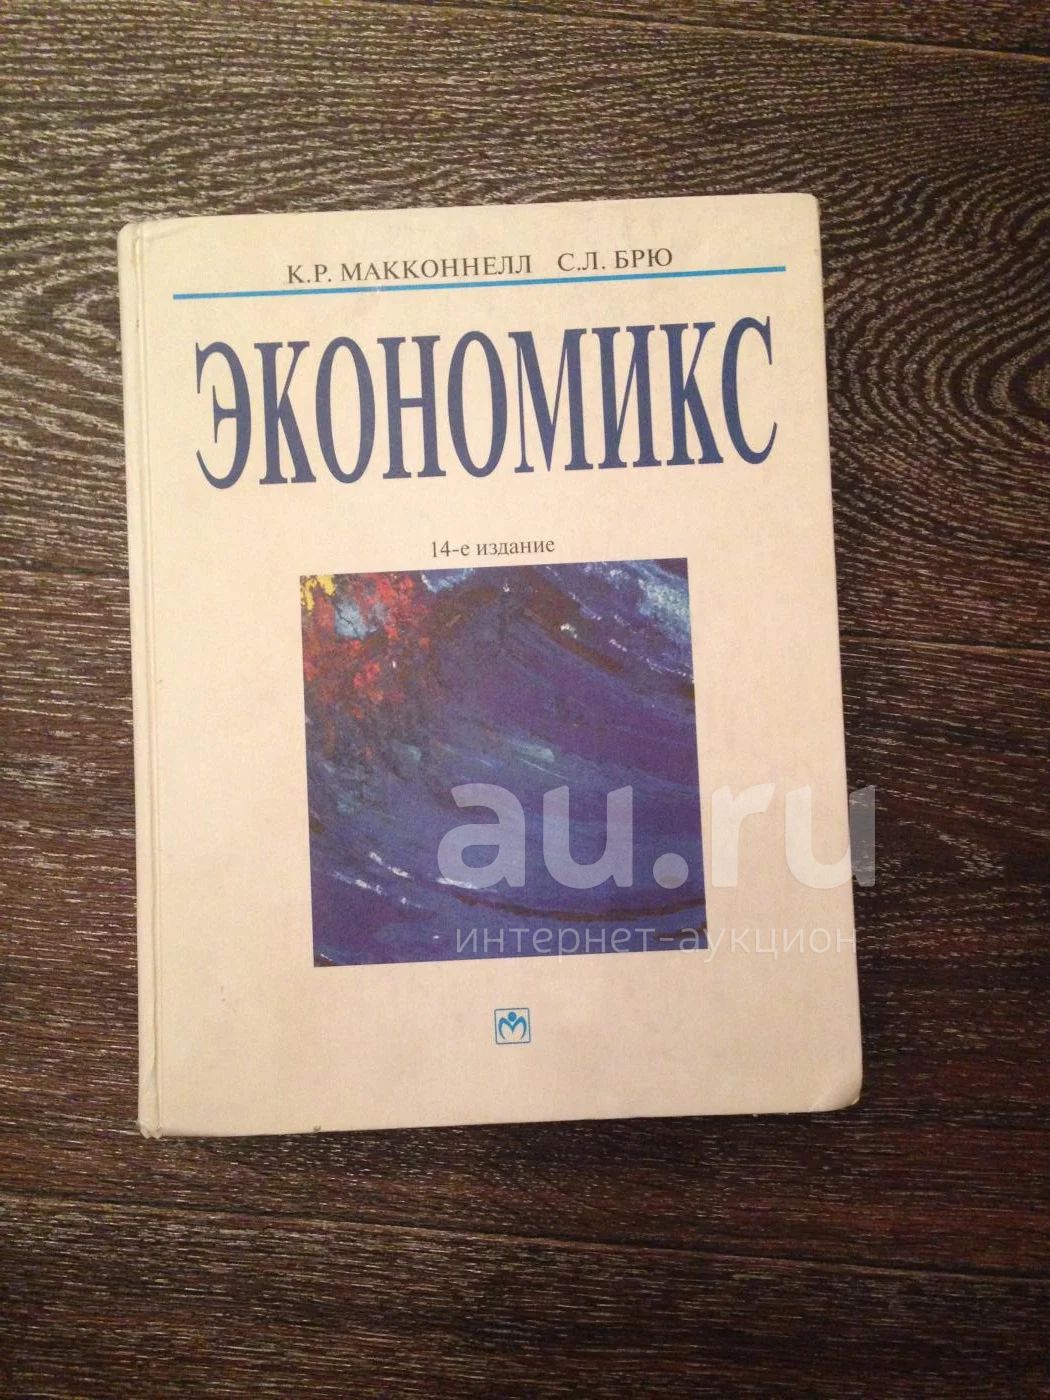 К.Р. МАККОННЕЛЛ С.Л. БРЮ
ЭКОНОМИКС
14-е издание
au.ru
интернет-аукцион